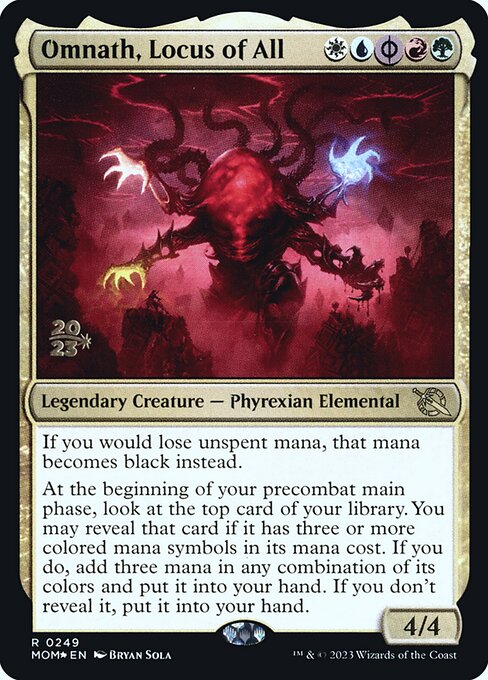 Omnath, Locus of All
20
23
Legendary Creature — Phyrexian Elemental
If you would lose unspent mana, that mana
becomes black instead.
At the beginning of your precombat main
phase, look at the top card of your library. You
may reveal that card if it has three or more
colored mana symbols in its mana cost. If you
do, add three mana in any combination of its
colors and put it into your hand. If you don't
reveal it, put it into your hand.
4/4
R 0249
MOM★EN Bryan Sola
™ & © 2023 Wizards of the Coast